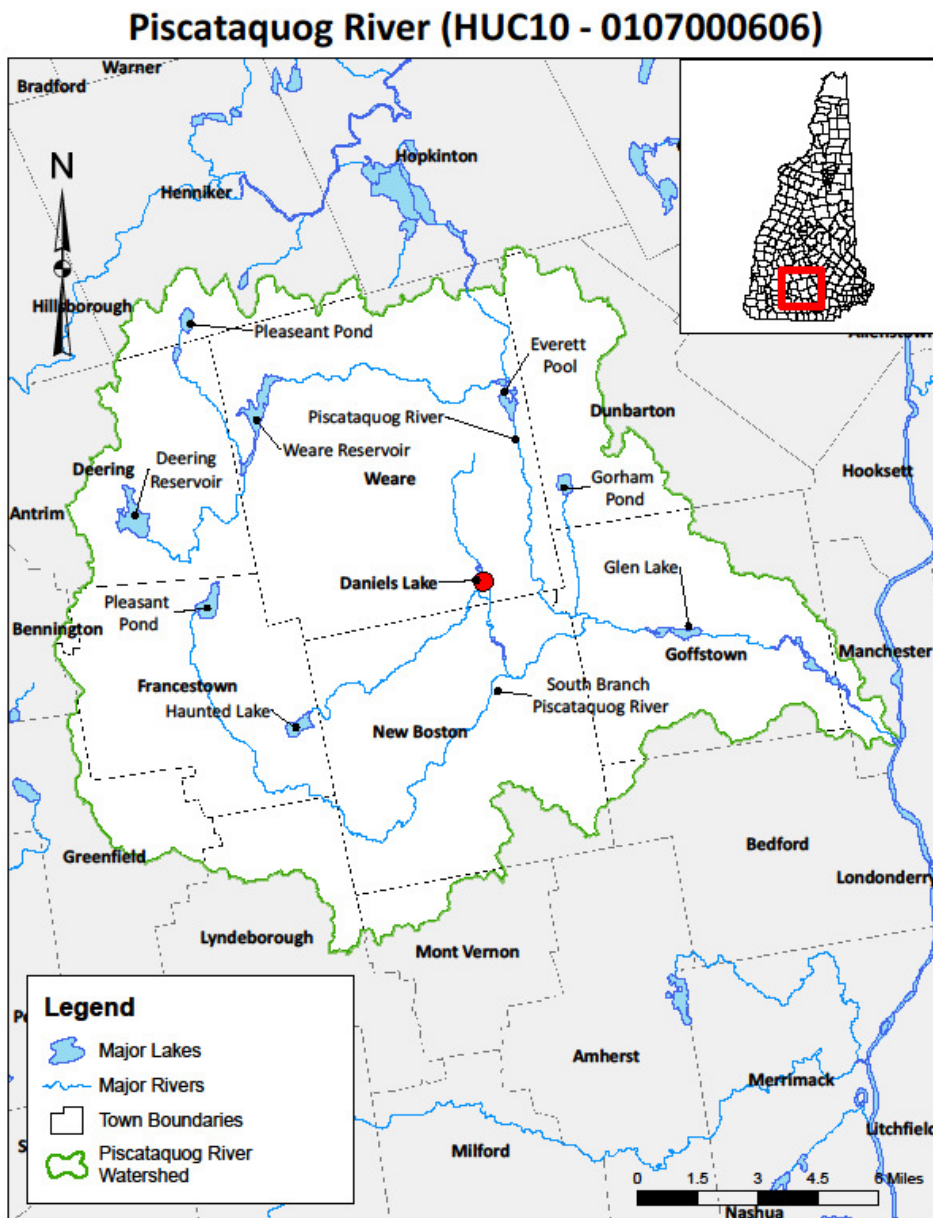 Piscataquog River (HUC10 - 0107000606)
Warner
Bradford
Hopkinton
N
Henniker
Hillsborough
Pleaseant Pond
Everett
Pool
Allenstown
Piscataquog River
Dunbarton
Weare Reservoir
Deering
Deering
Reservoir
Weare
Gorham
Pond
Hooksett
Antrim
Glen Lake
Daniels Lake
Pleasant
Pond
Bennington
Manchester
Goffstown
Francestown
South Branch
Piscataquog River
Haunted Lake
New Boston
Bedford
Greenfield
Londonderry
Lyndeborough
Mont Vernon
Legend
Major Lakes
Major Rivers
Town Boundaries
Piscataquog River
Watershed
Amherst
Merrimack
Litchfield
Milford
0 1.5 3 4.5 6 Miles
Nashua